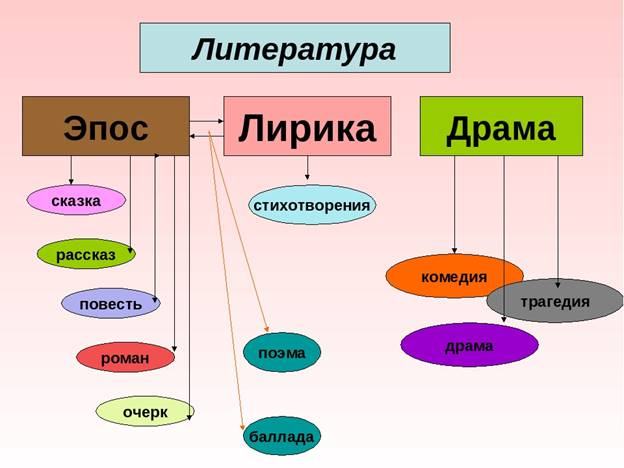 Литература
Эпос
Лирика
Драма
сказка
стихотворения
рассказ
комедия
повесть
трагедия
драма
роман
поэма
очерк
баллада